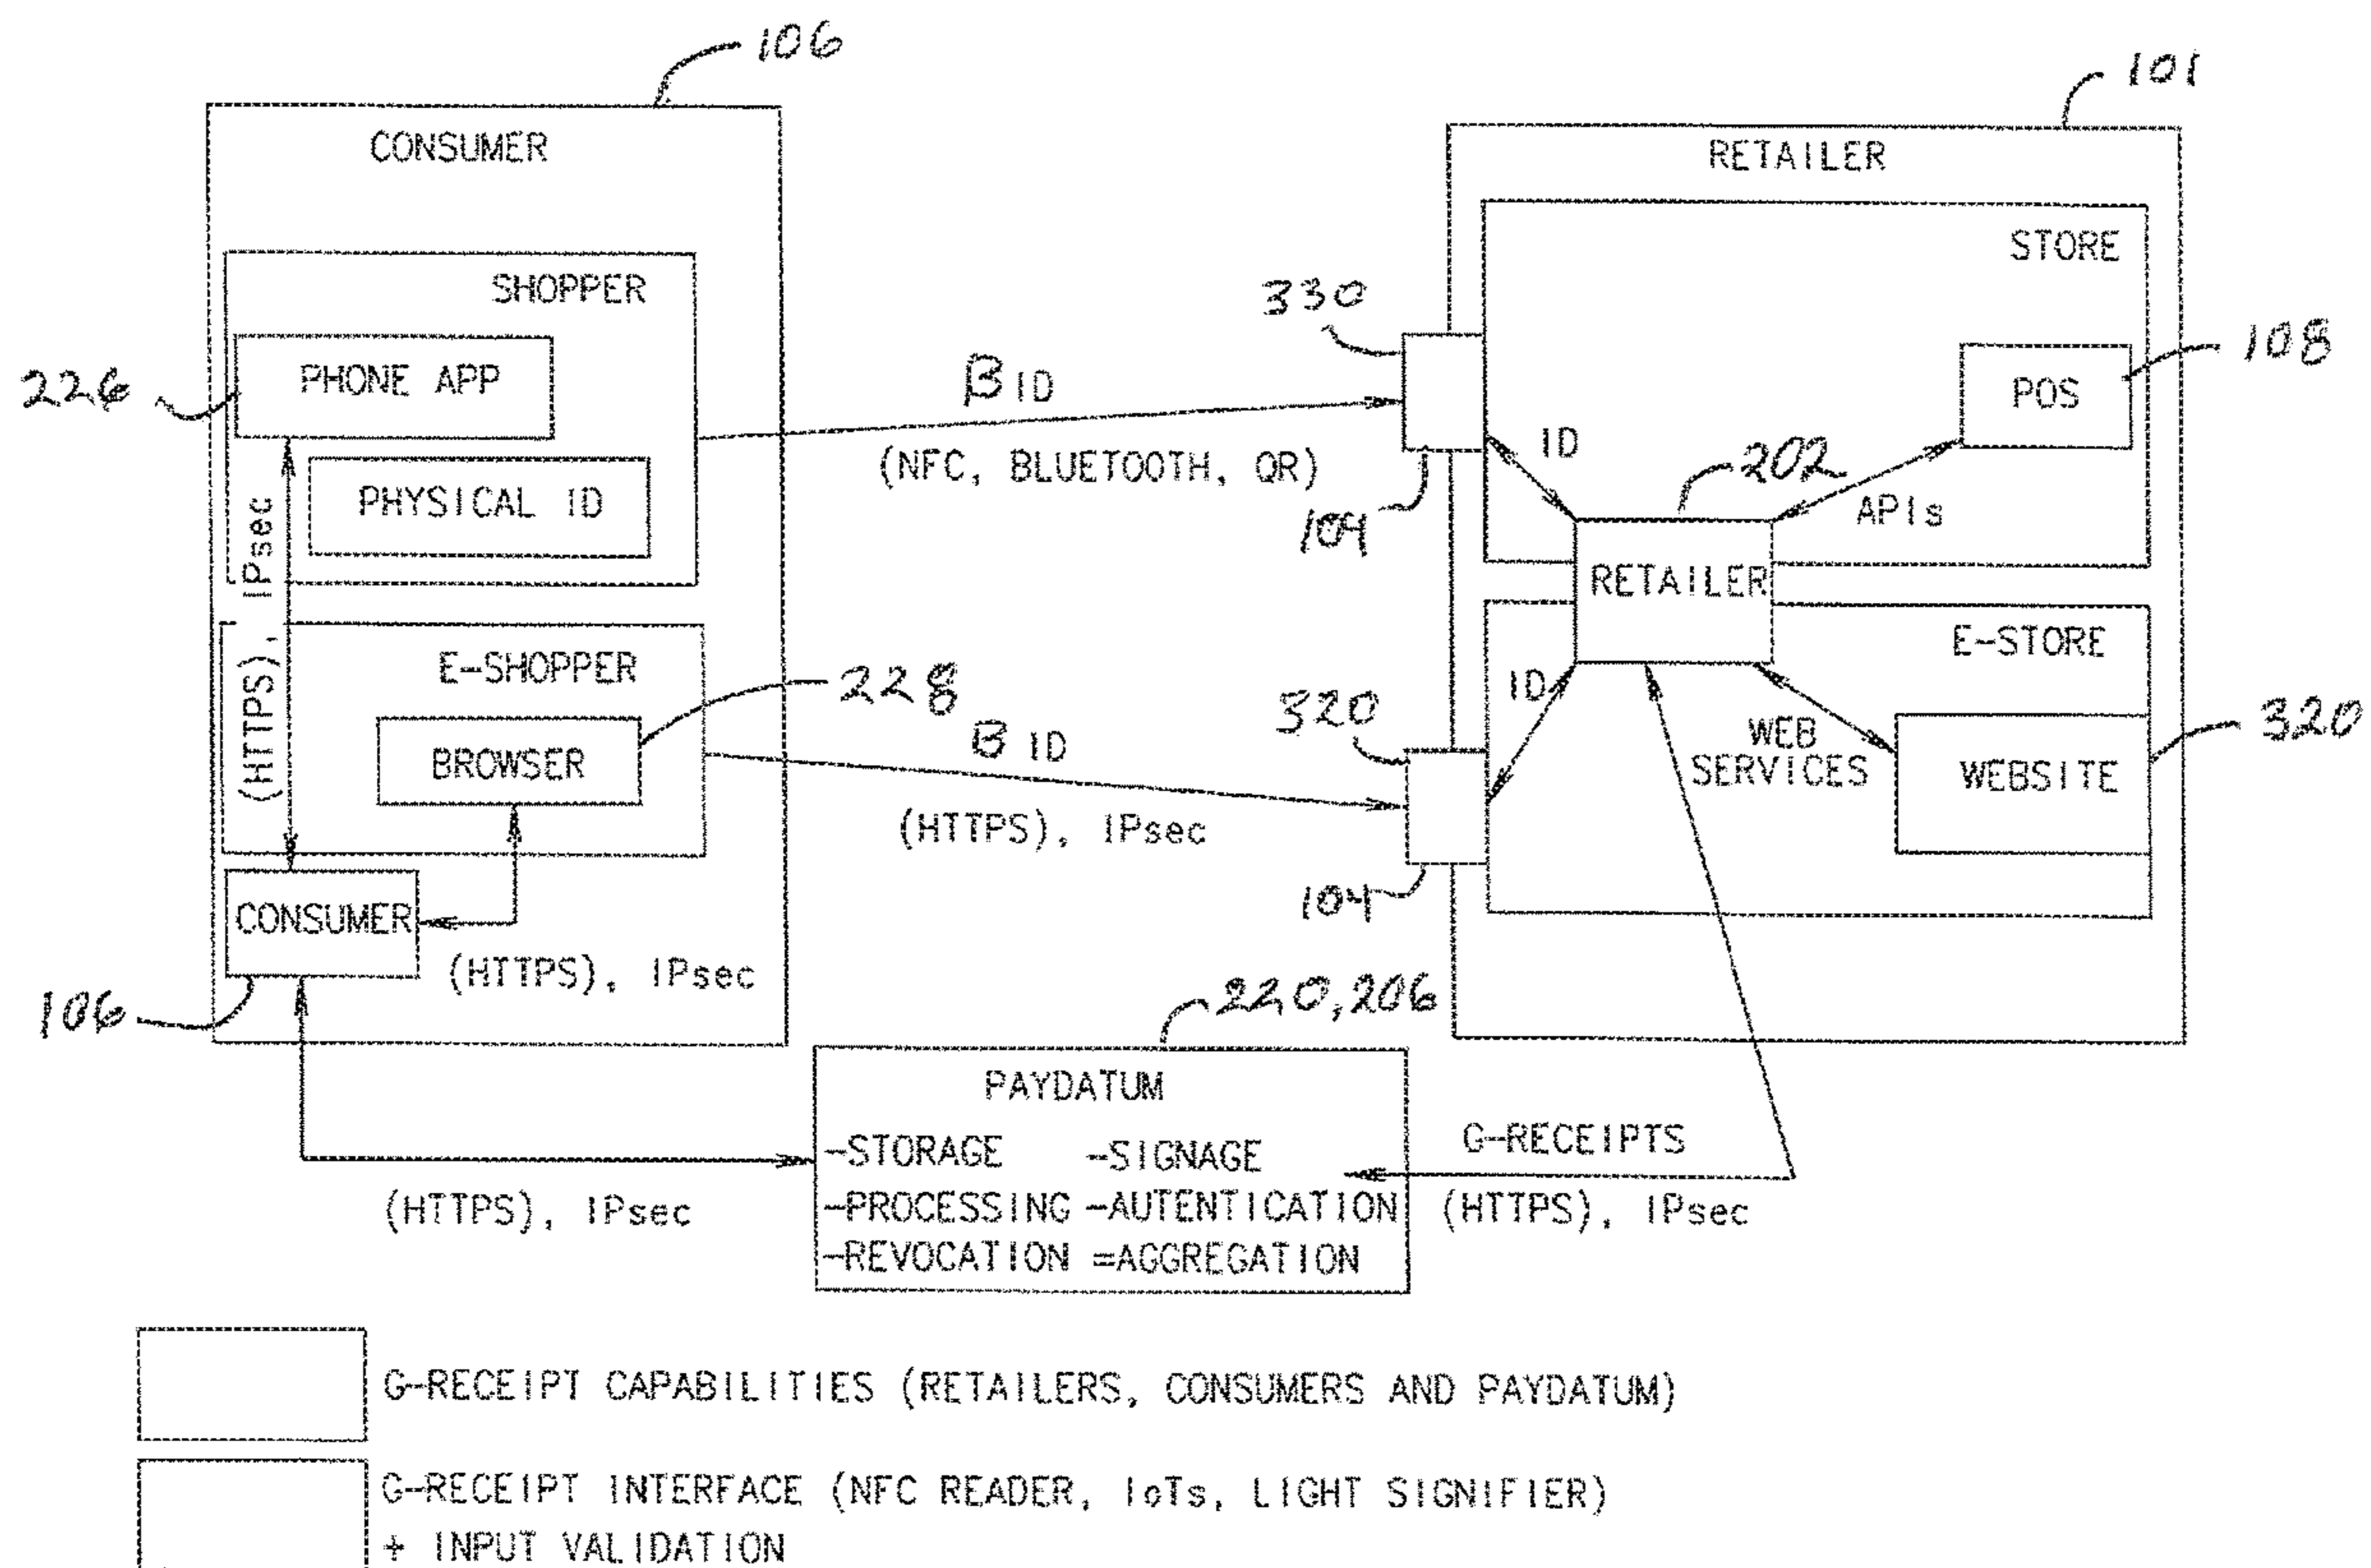 106
101
CONSUMER
RETAILER
STORE
SHOPPER
330
108
226
PHONE APP
POS
β ID
(NFC, BLUETOOTH, QR)
ID
202
PHYSICAL ID
104
APIs
(HTTPS), IPsec
RETAILER
E-SHOPPER
228
E-STORE
320
ID
β ID
BROWSER
WEB
SERVICES
WEBSITE
320
(HTTPS), IPsec
104
CONSUMER
(HTTPS), IPsec
106
220, 206
PAYDATUM
-STORAGE -SIGNAGE
-PROCESSING -AUTENTICATION
-REVOCATION =AGGREGATION
G-RECEIPTS
(HTTPS), IPsec
(HTTPS), IPsec
G-RECEIPT CAPABILITIES (RETAILERS, CONSUMERS AND PAYDATUM)
G-RECEIPT INTERFACE (NFC READER, IoTs, LIGHT SIGNIFIER)
+ INPUT VALIDATION